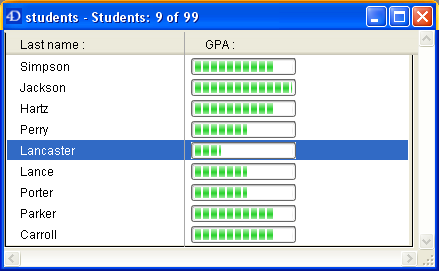 4D students - Students: 9 of 99
Last name : GPA :
Simpson
Jackson
Hartz
Perry
Lancaster
Lance
Porter
Parker
Carroll